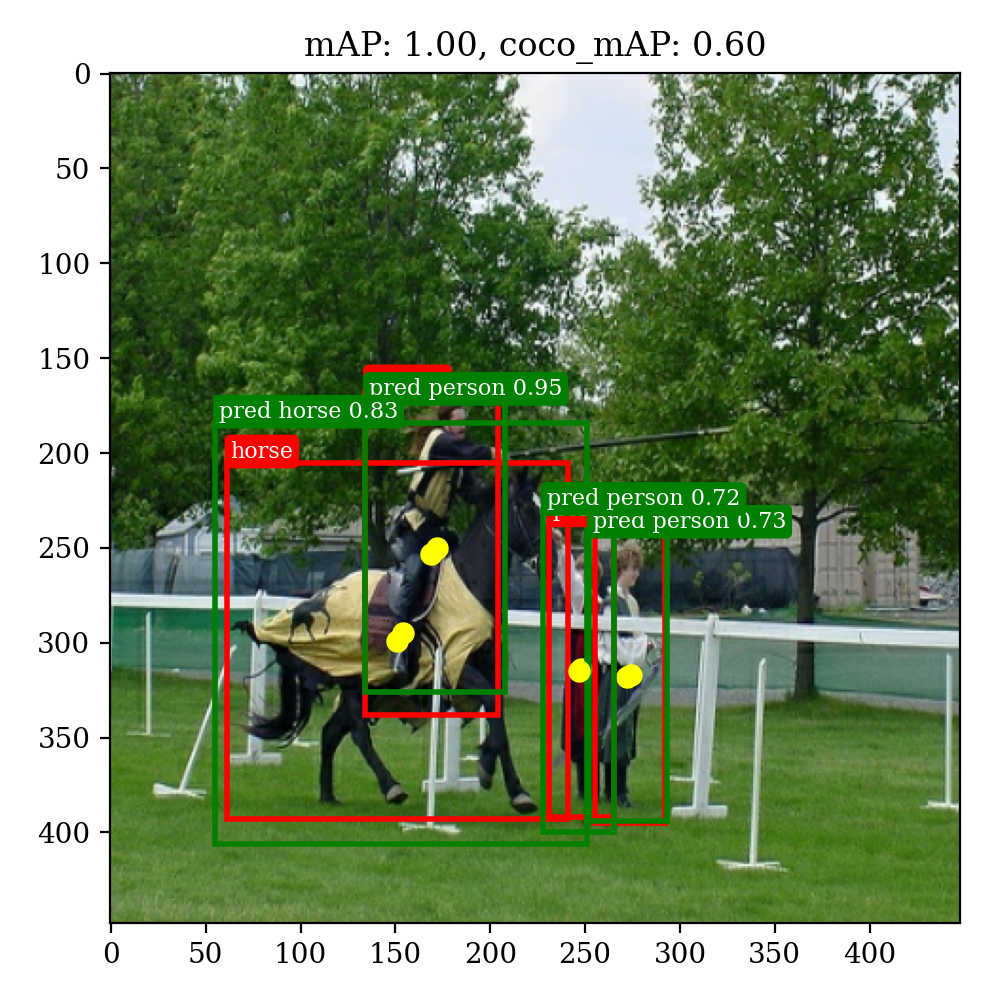 mAP: 1.00, coco_mAP: 0.60
0
50
100
150
200
250
300
350
400
pred person 0.95
pred horse 0.83
horse
pred person 0.72
pred person 0.73
0 50 100 150 200 250 300 350 400